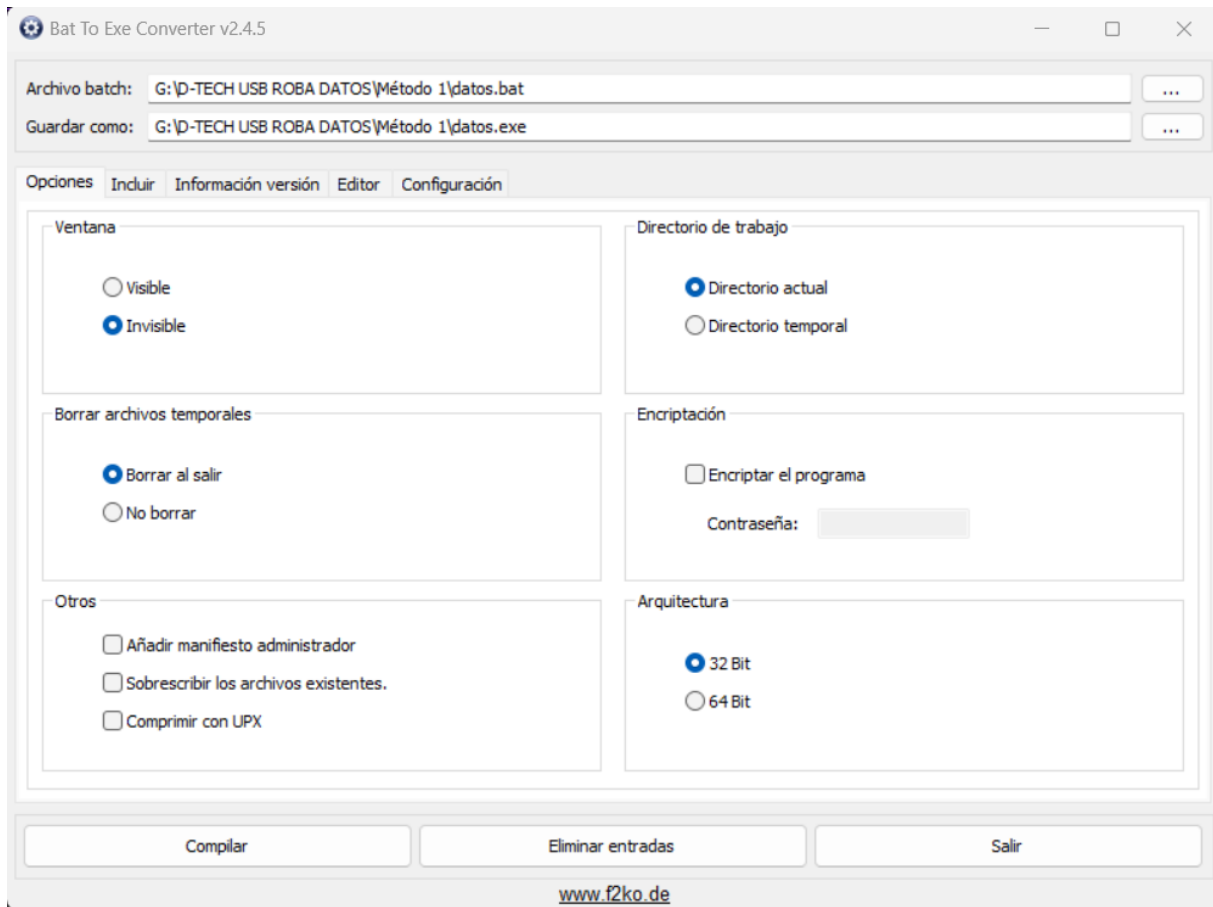 Bat To Exe Converter v2.4.5
Archivo batch: G:\D-TECH USB ROBA DATOS\Método 1\datos.bat ...
Guardar como: G:\D-TECH USB ROBA DATOS\Método 1\datos.exe ...
Opciones Incluir Información versión Editor Configuración
Ventana
Visible
Invisible
Directorio de trabajo
Directorio actual
Directorio temporal
Borrar archivos temporales
Borrar al salir
No borrar
Encriptación
Encriptar el programa
Contraseña:
Otros
Añadir manifiesto administrador
Sobrescribir los archivos existentes.
Comprimir con UPX
Arquitectura
32 Bit
64 Bit
Compilar Eliminar entradas Salir
www.f2ko.de